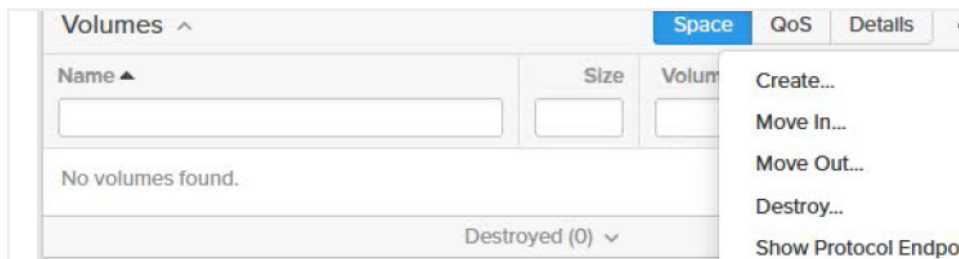 Volumes
Space QoS Details
Name Size Volum
Create...
Move In...
No volumes found.
Move Out...
Destroy...
Destroyed (0)
Show Protocol Endpo